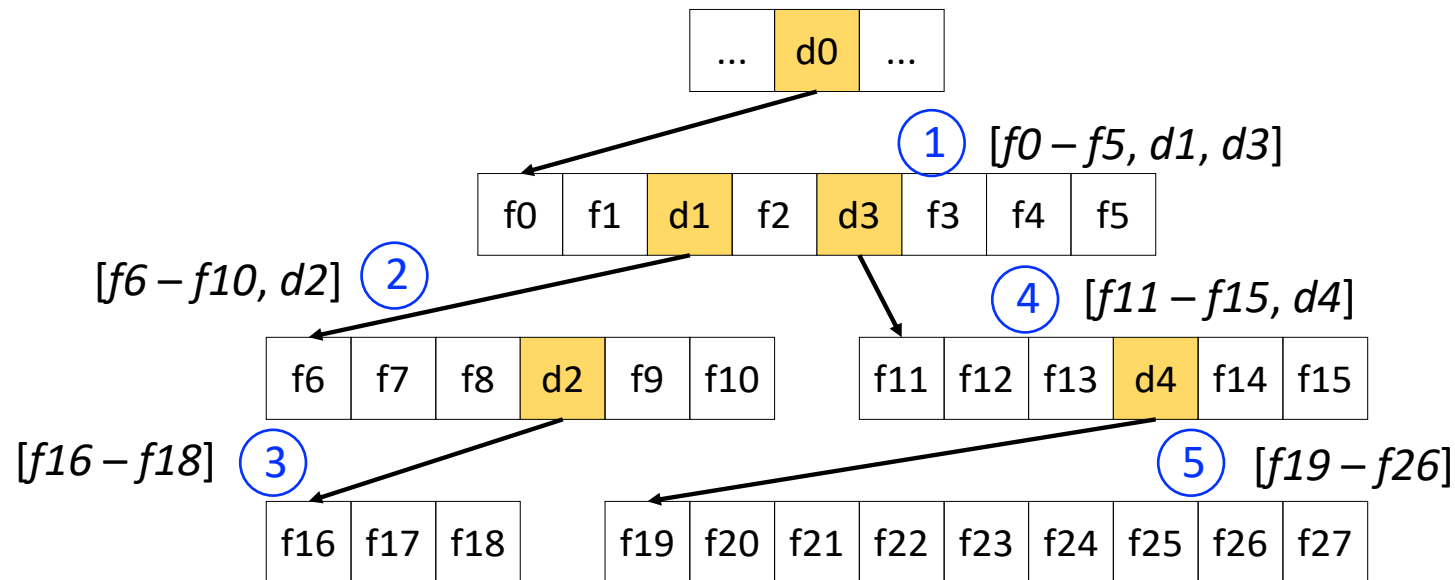 ... d0 ...
1 [f0 – f5, d1, d3]
f0 f1 d1 f2 d3 f3 f4 f5
[f6 – f10, d2] 2
4 [f11 – f15, d4]
f6 f7 f8 d2 f9 f10
f11 f12 f13 d4 f14 f15
[f16 – f18] 3
5 [f19 – f26]
f16 f17 f18
f19 f20 f21 f22 f23 f24 f25 f26 f27